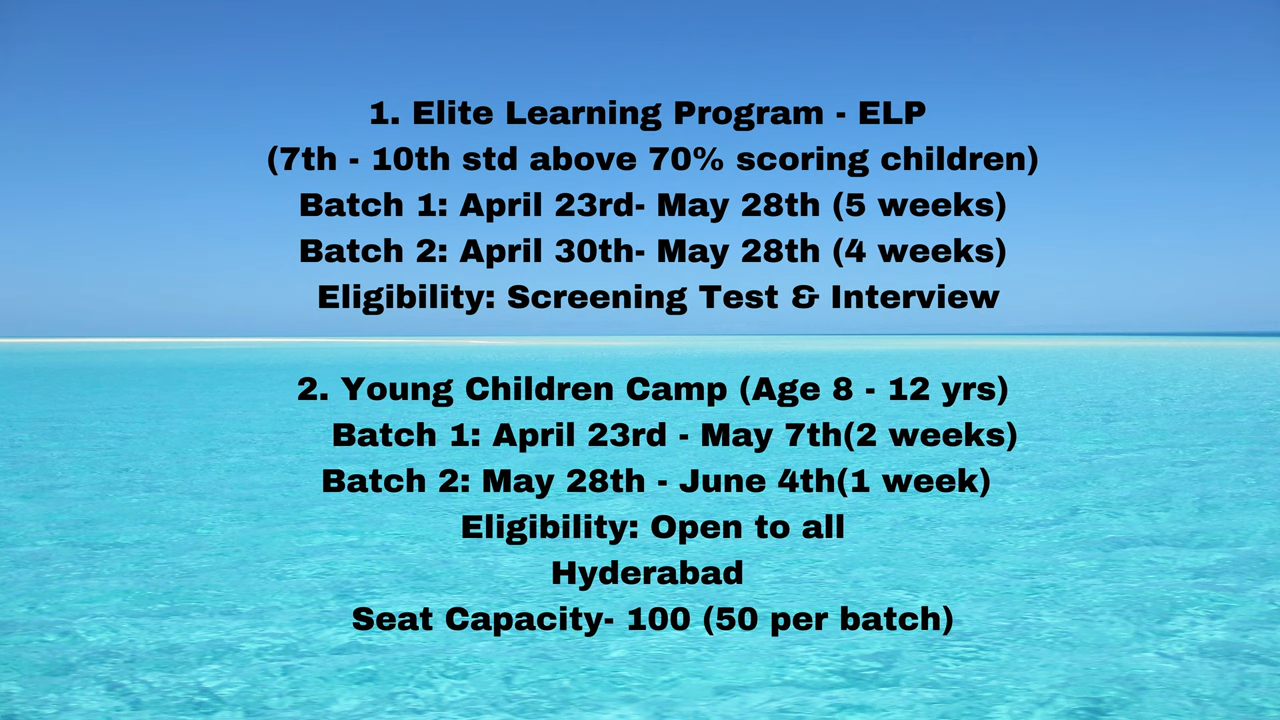 1. Elite Learning Program - ELP
(7th - 10th std above 70% scoring children)
Batch 1: April 23rd- May 28th (5 weeks)
Batch 2: April 30th- May 28th (4 weeks)
Eligibility: Screening Test & Interview
2. Young Children Camp (Age 8 - 12 yrs)
Batch 1: April 23rd - May 7th(2 weeks)
Batch 2: May 28th - June 4th(1 week)
Eligibility: Open to all
Hyderabad
Seat Capacity- 100 (50 per batch)